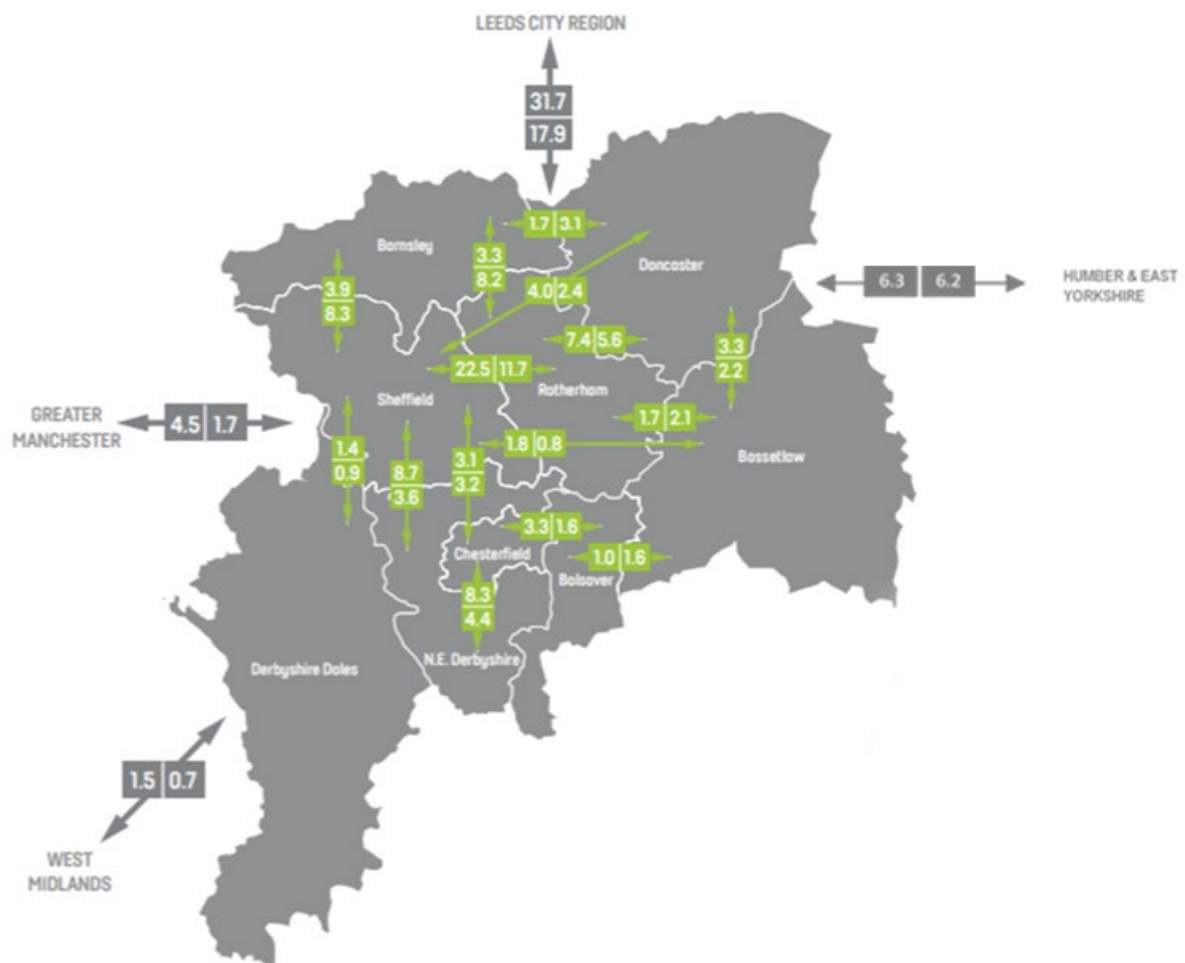 LEEDS CITY REGION
31.7
17.9
1.7 3.1
Barnsley
3.3
8.2
Doncaster
3.9
8.3
4.0 2.4
6.3 6.2
HUMBER & EAST
YORKSHIRE
7.4 5.6
3.3
2.2
22.5 11.7
Rotherham
Sheffield
GREATER
MANCHESTER
4.5 1.7
1.7 2.1
1.4
0.9
8.7
3.6
3.1
3.2
1.8 0.8
Bassetlaw
3.3 1.6
Chesterfield
1.0 1.6
Bolsover
8.3
4.4
N.E. Derbyshire
Derbyshire Dales
1.5 0.7
WEST
MIDLANDS